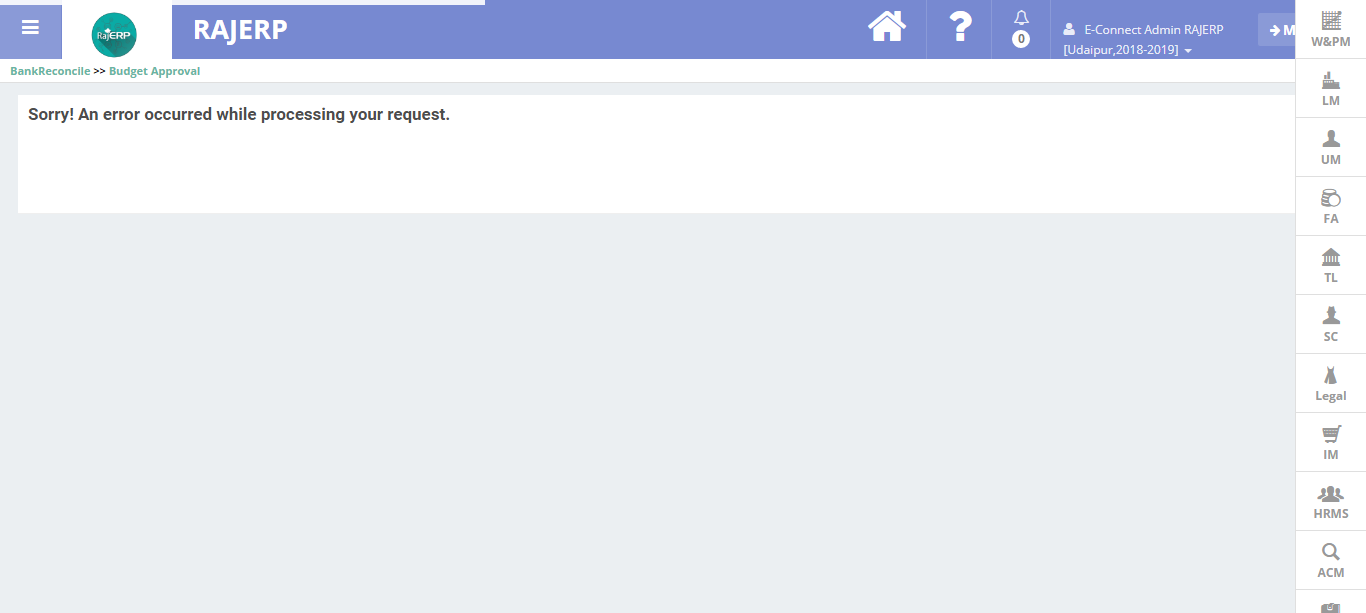 RajERP
RAJERP
0
E-Connect Admin RAJERP
[Udaipur,2018-2019]
M
BankReconcile >> Budget Approval
Sorry! An error occurred while processing your request.
W&PM
LM
UM
FA
TL
SC
Legal
IM
HRMS
ACM